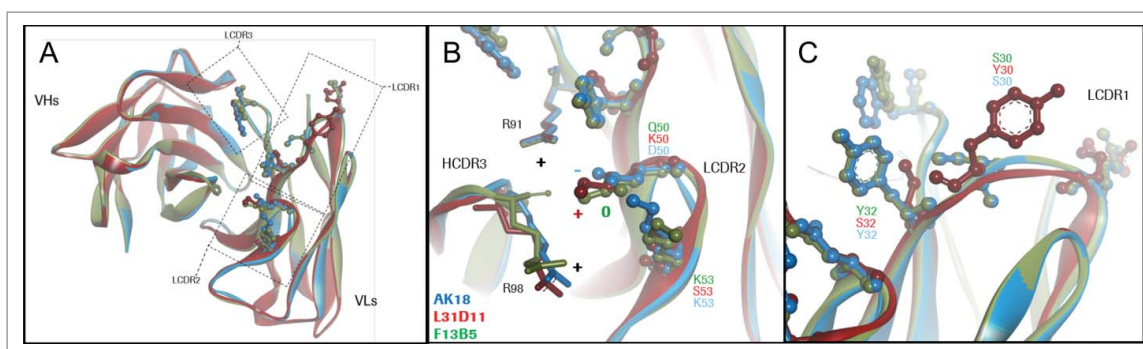 A
LCDR3
LCDR1
VHs
LCDR2
VLs
B
R91
+
HCDR3
Q50
K50
D50
LCDR2
-
+
0
R98
+
K53
S53
K53
AK18
L31D11
F13B5
C
S30
Y30
S30
LCDR1
Y32
S32
Y32